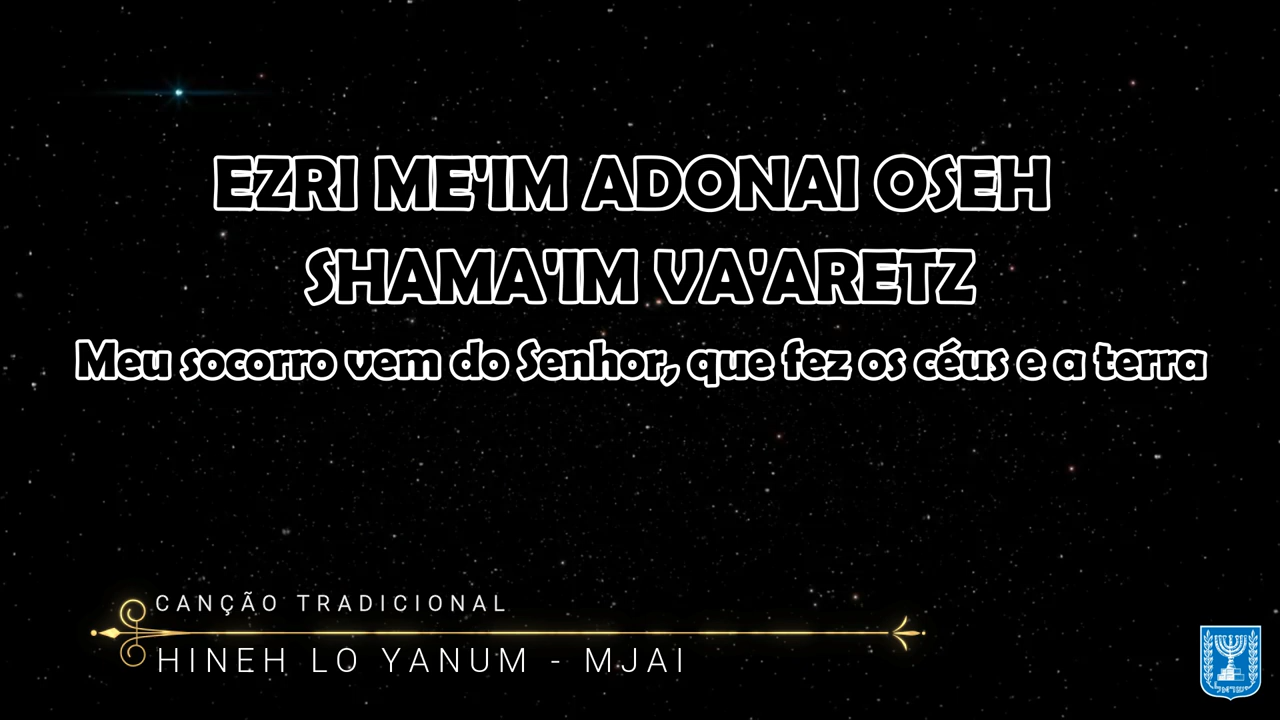 EZRI ME'IM ADONAI OSEH
SHAMA'IM VA'ARETZ
Meu socorro vem do Senhor, que fez os céus e a terra
CANÇÃO TRADICIONAL
HINEH LO YANUM - MJAI
ישראל